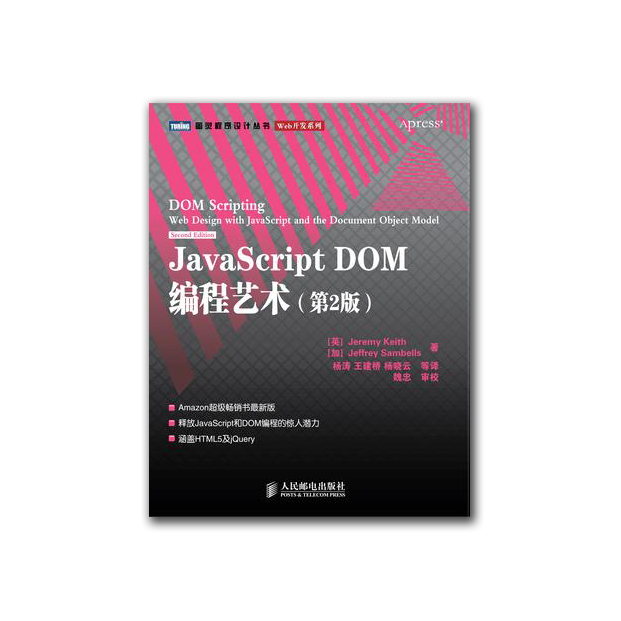 TURING 图灵程序设计丛书 Web开发系列
Apress®
DOM Scripting
Web Design with JavaScript and the Document Object Model
Second Edition
JavaScript DOM
编程艺术(第2版)
[英] Jeremy Keith
[加] Jeffrey Sambells 著
杨涛 王建桥 杨晓云 等译
魏忠 审校
Amazon超级畅销书最新版
释放JavaScript和DOM编程的惊人潜力
涵盖HTML5及jQuery
人民邮电出版社
POSTS & TELECOM PRESS